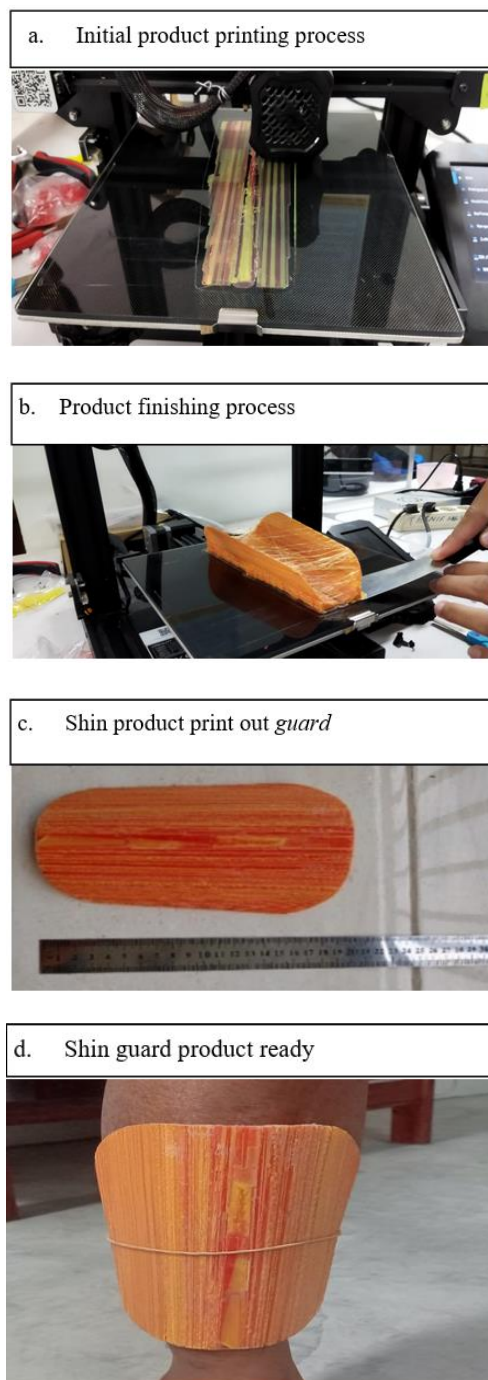 a. Initial product printing process
b. Product finishing process
c. Shin product print out guard
d. Shin guard product ready